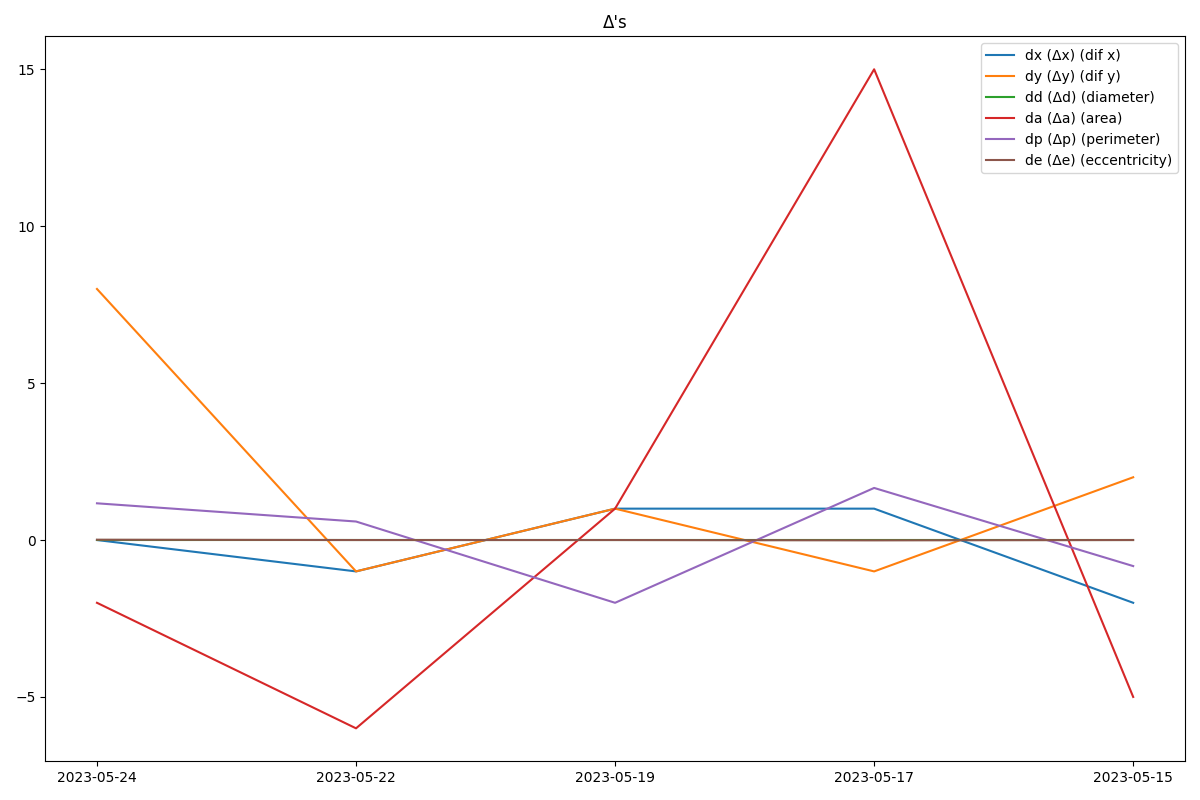 Δ's
dx (Δx) (dif x)
dy (Δy) (dif y)
dd (Δd) (diameter)
da (Δa) (area)
dp (Δp) (perimeter)
de (Δe) (eccentricity)
15
10
5
0
−5
2023-05-24 2023-05-22 2023-05-19 2023-05-17 2023-05-15